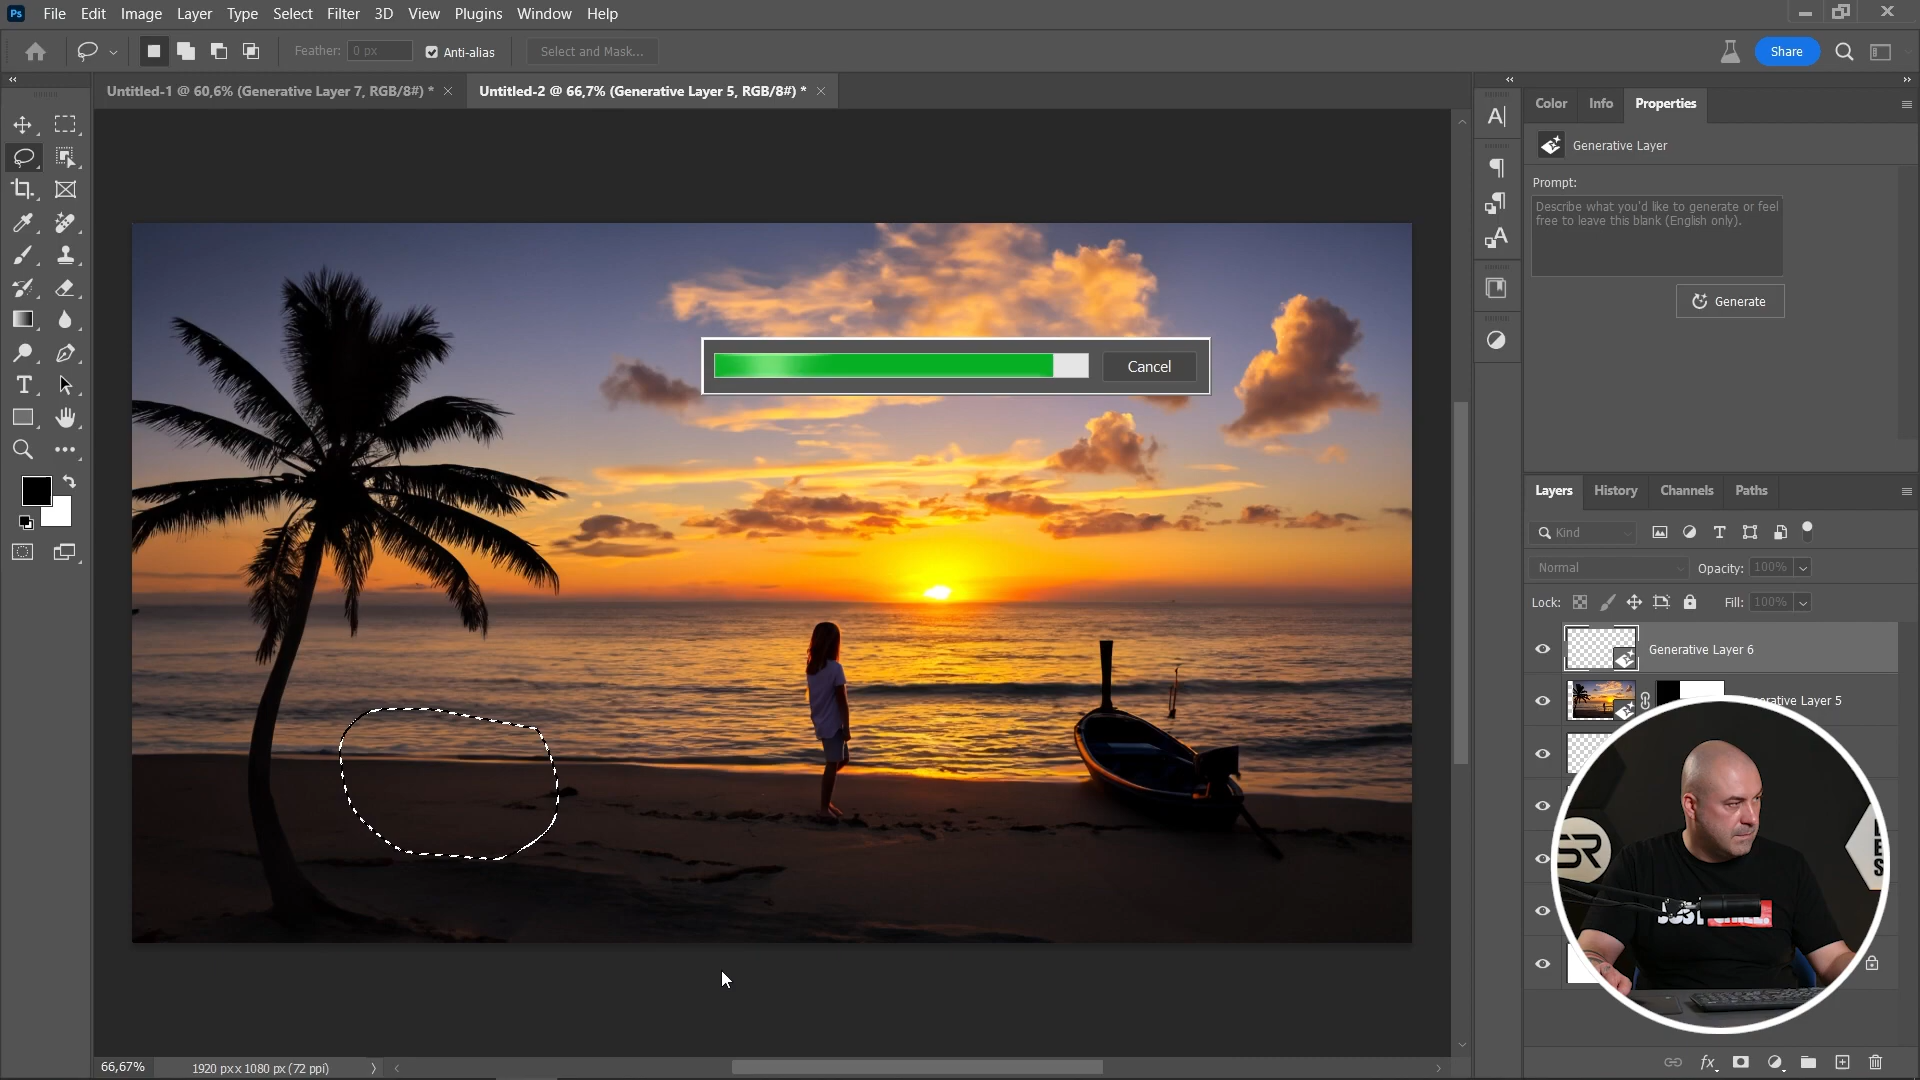 Ps File Edit Image Layer Type Select Filter 3D View Plugins Window Help
Feather: 0 px Anti-alias Select and Mask... Share
Untitled-1 @ 60,6% (Generative Layer 7, RGB/8#) * Untitled-2 @ 66,7% (Generative Layer 5, RGB/8#) *
Color Info Properties
Generative Layer
Prompt:
Describe what you'd like to generate or feel
free to leave this blank (English only).
Generate
Cancel
Layers History Channels Paths
Kind
Normal Opacity: 100%
Lock: Fill: 100%
Generative Layer 6
erative Layer 5
SR
66,67% 1920 px x 1080 px (72 ppi)